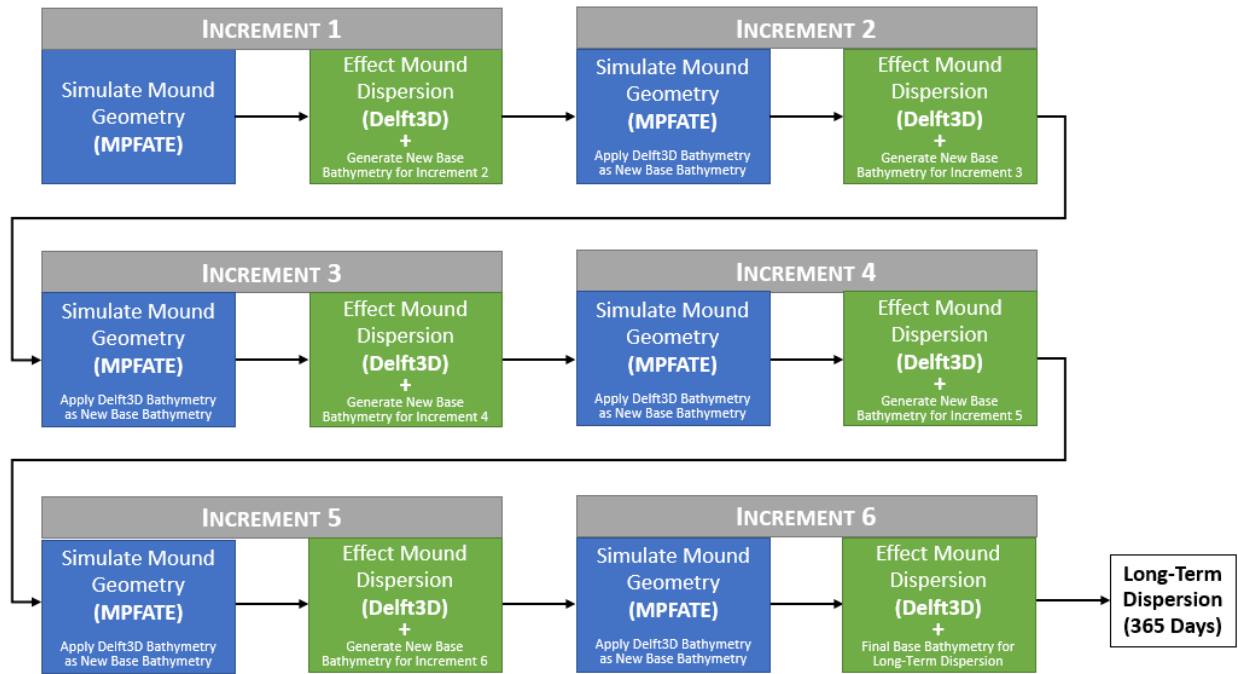 INCREMENT 1
Simulate Mound
Geometry
(MPFATE)
Effect Mound
Dispersion
(Delft3D)
+
Generate New Base
Bathymetry for Increment 2
INCREMENT 2
Simulate Mound
Geometry
(MPFATE)
Apply Delft3D Bathymetry
as New Base Bathymetry
Effect Mound
Dispersion
(Delft3D)
+
Generate New Base
Bathymetry for Increment 3
INCREMENT 3
Simulate Mound
Geometry
(MPFATE)
Apply Delft3D Bathymetry
as New Base Bathymetry
Effect Mound
Dispersion
(Delft3D)
+
Generate New Base
Bathymetry for Increment 4
INCREMENT 4
Simulate Mound
Geometry
(MPFATE)
Apply Delft3D Bathymetry
as New Base Bathymetry
Effect Mound
Dispersion
(Delft3D)
+
Generate New Base
Bathymetry for Increment 5
INCREMENT 5
Simulate Mound
Geometry
(MPFATE)
Apply Delft3D Bathymetry
as New Base Bathymetry
Effect Mound
Dispersion
(Delft3D)
+
Generate New Base
Bathymetry for Increment 6
INCREMENT 6
Simulate Mound
Geometry
(MPFATE)
Apply Delft3D Bathymetry
as New Base Bathymetry
Effect Mound
Dispersion
(Delft3D)
+
Final Base Bathymetry for
Long-Term Dispersion
Long-Term
Dispersion
(365 Days)